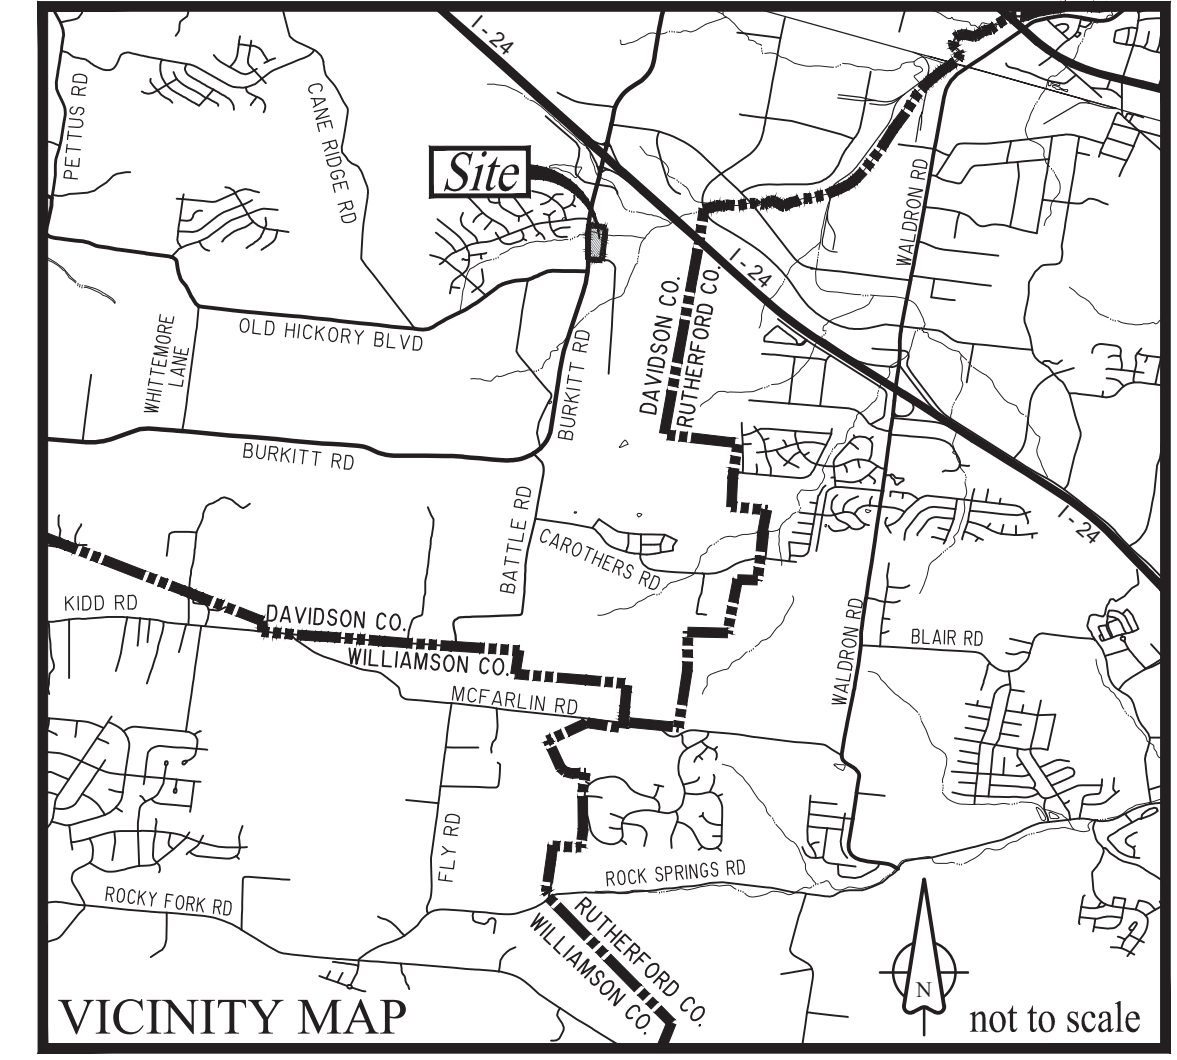 I-24
PETTUS RD
CANE RIDGE RD
Site
WALDRON RD
I-24
DAVIDSON CO.
RUTHERFORD CO.
WHITTEMORE
LANE
OLD HICKORY BLVD
BURKITT RD
BURKITT RD
BATTLE RD
CAROTHERS RD
I-24
KIDD RD
DAVIDSON CO.
WILLIAMSON CO.
WALDRON RD
BLAIR RD
MCFARLIN RD
FLY RD
ROCK SPRINGS RD
ROCKY FORK RD
RUTHERFORD CO.
WILLIAMSON CO.
N
VICINITY MAP
not to scale